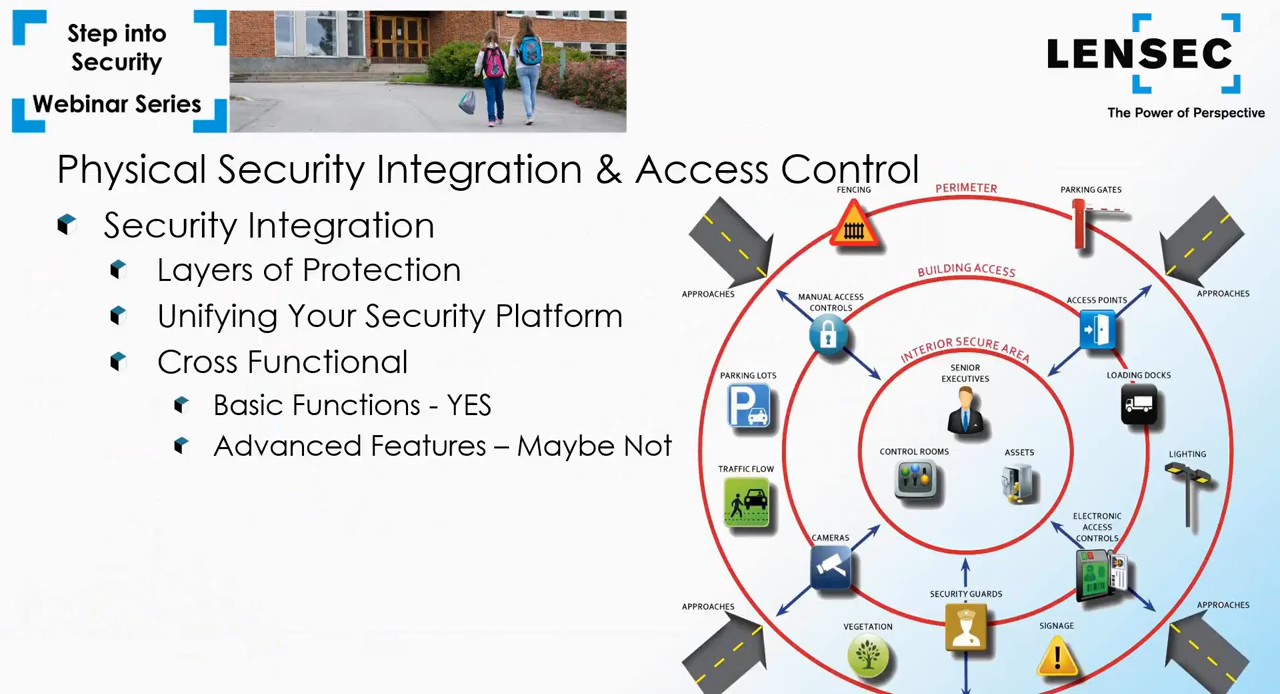 Step into
Security
Webinar Series
LENSEC
The Power of Perspective
Physical Security Integration & Access Control
Security Integration
Layers of Protection
Unifying Your Security Platform
Cross Functional
Basic Functions - YES
Advanced Features – Maybe Not
FENCING
PERIMETER
PARKING GATES
APPROACHES
BUILDING ACCESS
APPROACHES
MANUAL ACCESS
CONTROLS
ACCESS POINTS
INTERIOR SECURE AREA
SENIOR
EXECUTIVES
PARKING LOTS
P
LOADING DOCKS
CONTROL ROOMS
ASSETS
LIGHTING
TRAFFIC FLOW
ELECTRONIC
ACCESS
CONTROLS
CAMERAS
SECURITY GUARDS
APPROACHES
APPROACHES
VEGETATION
SIGNAGE